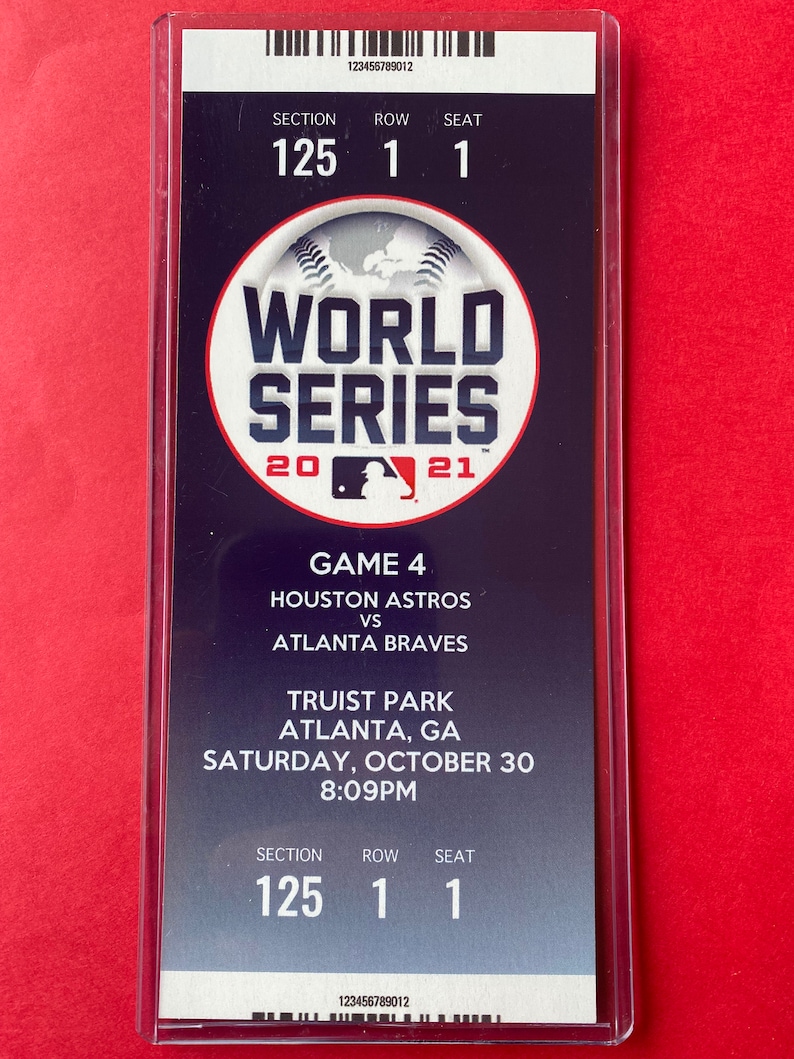 123456789012
SECTION ROW SEAT
125 1 1
WORLD
SERIES
™
20 21
GAME 4
HOUSTON ASTROS
VS
ATLANTA BRAVES
TRUIST PARK
ATLANTA, GA
SATURDAY, OCTOBER 30
8:09PM
SECTION ROW SEAT
125 1 1
123456789012